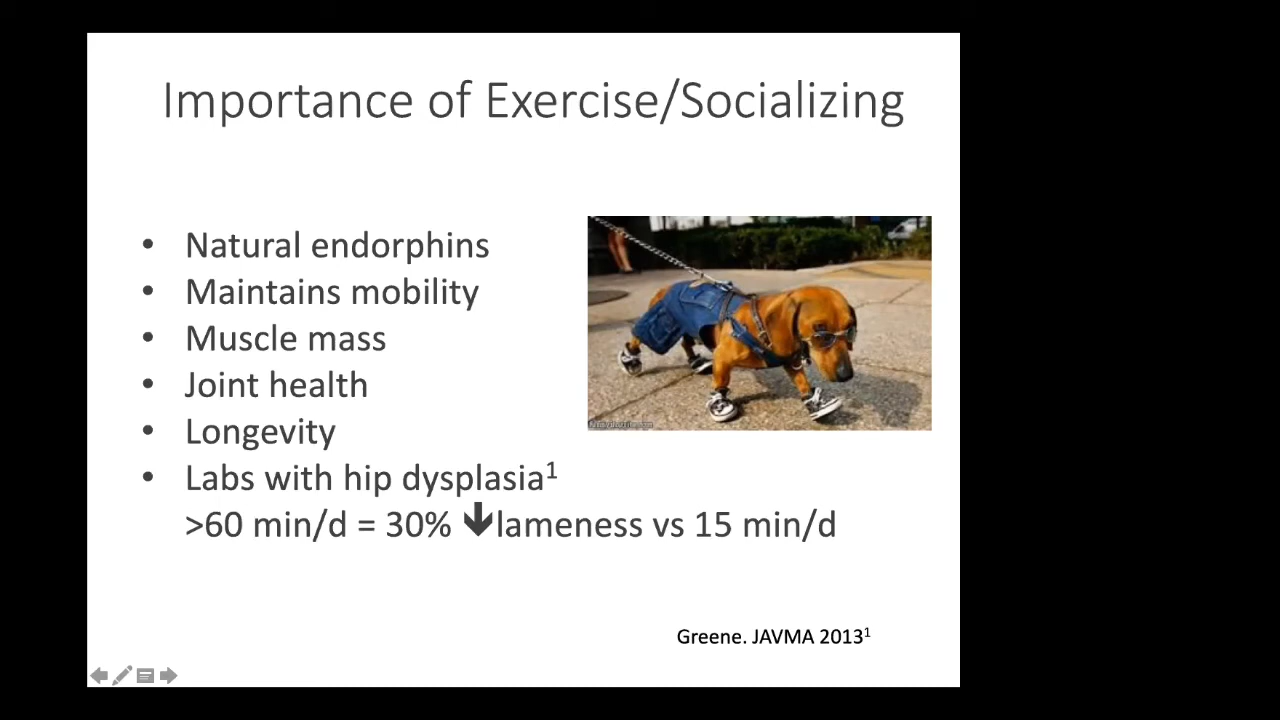 Importance of Exercise/Socializing
• Natural endorphins
• Maintains mobility
• Muscle mass
• Joint health
• Longevity
• Labs with hip dysplasia¹
>60 min/d = 30% 🡇lameness vs 15 min/d
Greene. JAVMA 2013¹